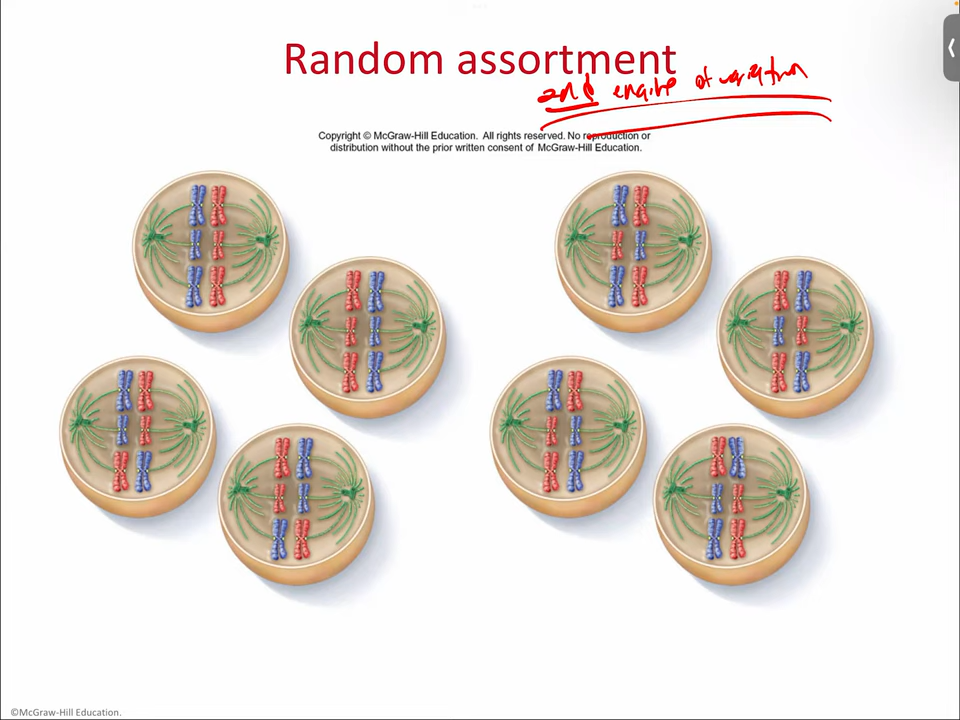 Random assortment
2nd engine of variation
Copyright © McGraw-Hill Education. All rights reserved. No reproduction or
distribution without the prior written consent of McGraw-Hill Education.
©McGraw-Hill Education.